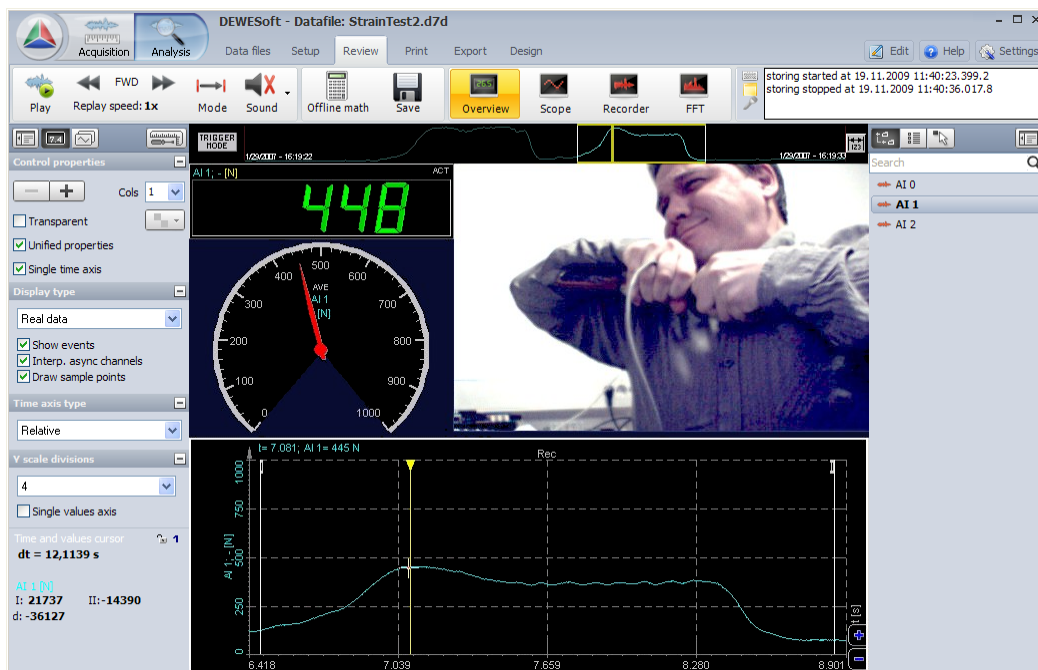 DEWESoft - Datafile: StrainTest2.d7d
Acquisition
Analysis
Data files Setup Review Print Export Design
Edit Help Settings
Play
FWD
Replay speed: 1x
Mode
Sound
Offline math
Save
Overview
Scope
Recorder
FFT
storing started at 19.11.2009 11:40:23.399.2
storing stopped at 19.11.2009 11:40:36.017.8
Control properties
Cols 1
Transparent
Unified properties
Single time axis
Display type
Real data
Show events
Interp. async channels
Draw sample points
Time axis type
Relative
Y scale divisions
4
Single values axis
Time and values cursor 1
dt = 12,1139 s
AI 1 [N]
I: 21737 II:-14390
d: -36127
TRIGGER
MODE
1/29/2007 - 16:19:22
1/29/2007 - 16:19:33
AI 1; - [N] ACT
448
0 100 200 300 400 500 600 700 800 900 1000
AVE
AI 1
[N]
t= 7.081; AI 1= 445 N
Rec
AI 1; - [N]
1000
750
500
250
0
t [s]
6.418 7.039 7.659 8.280 8.901
Search
AI 0
AI 1
AI 2